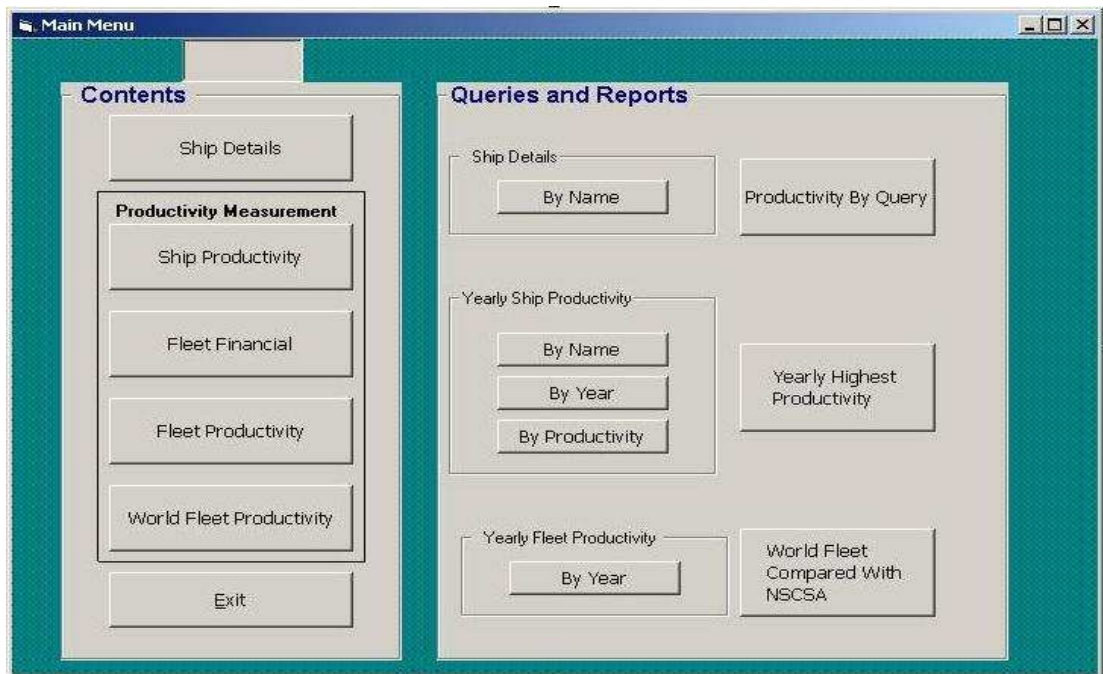 Main Menu
Contents
Ship Details
Productivity Measurement
Ship Productivity
Fleet Financial
Fleet Productivity
World Fleet Productivity
Exit
Queries and Reports
Ship Details
By Name
Productivity By Query
Yearly Ship Productivity
By Name
By Year
By Productivity
Yearly Highest
Productivity
Yearly Fleet Productivity
By Year
World Fleet
Compared With
NSCSA